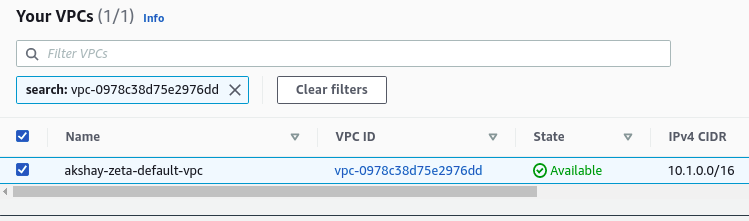 Your VPCs (1/1) Info
Filter VPCs
search: vpc-0978c38d75e2976dd
Clear filters
Name VPC ID State IPv4 CIDR
akshay-zeta-default-vpc vpc-0978c38d75e2976dd Available 10.1.0.0/16